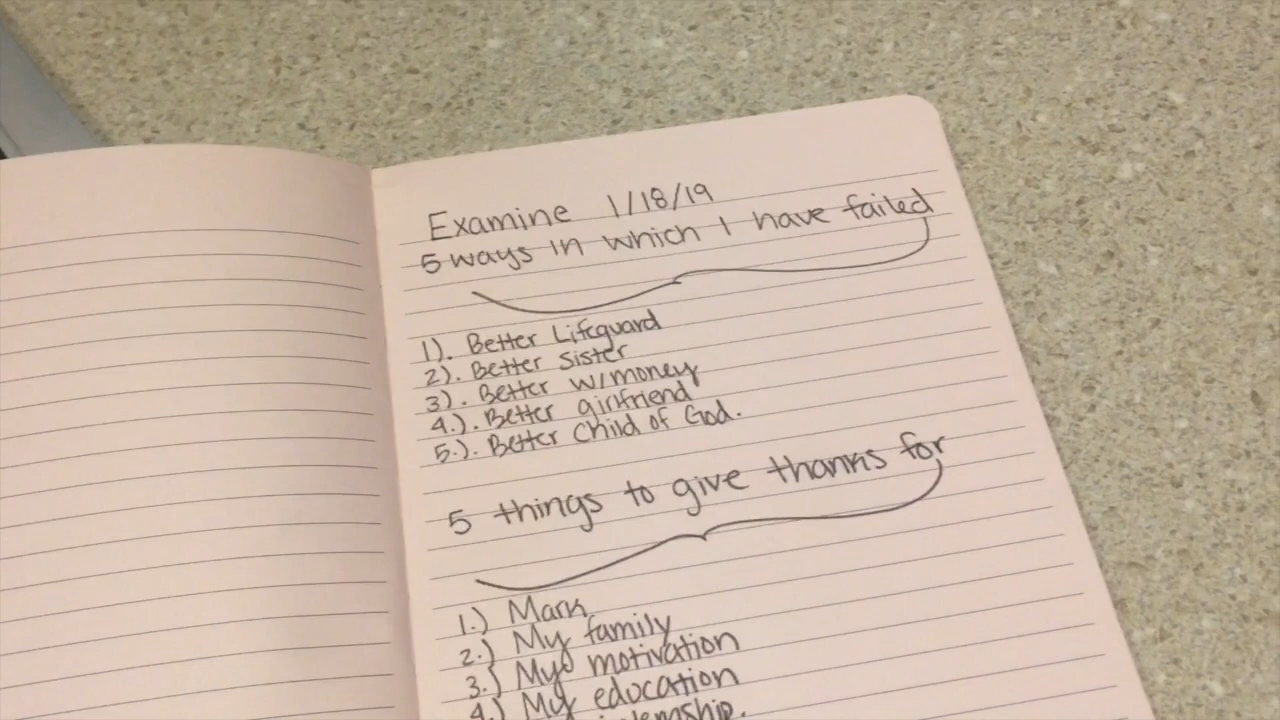 Examine 1/18/19
5 ways in which I have failed
1). Better Lifeguard
2). Better Sister
3). Better w/money
4.). Better girlfriend
5.). Better Child of God.
5 things to give thanks for
1.) Mark
2.) My family
3.) My motivation
4.) My education
internship.